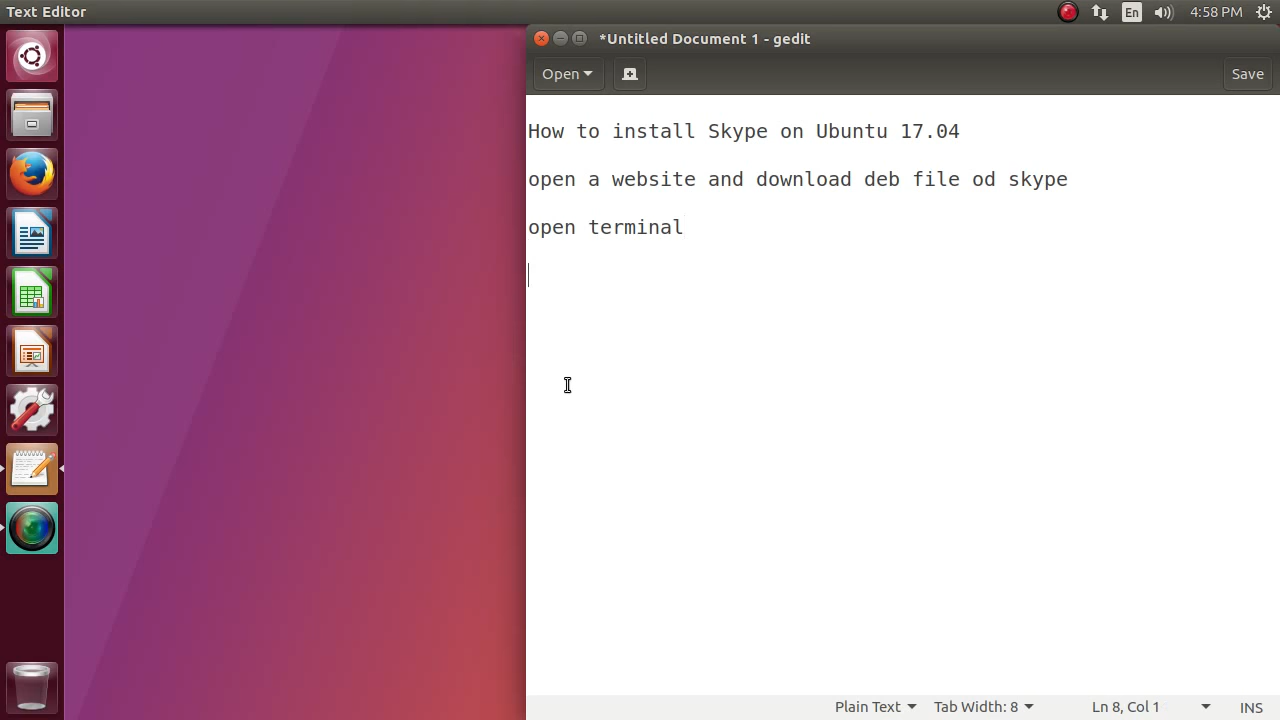 Text Editor
En
4:58 PM
*Untitled Document 1 - gedit
Open
Save
How to install Skype on Ubuntu 17.04
open a website and download deb file od skype
open terminal
Plain Text
Tab Width: 8
Ln 8, Col 1
INS